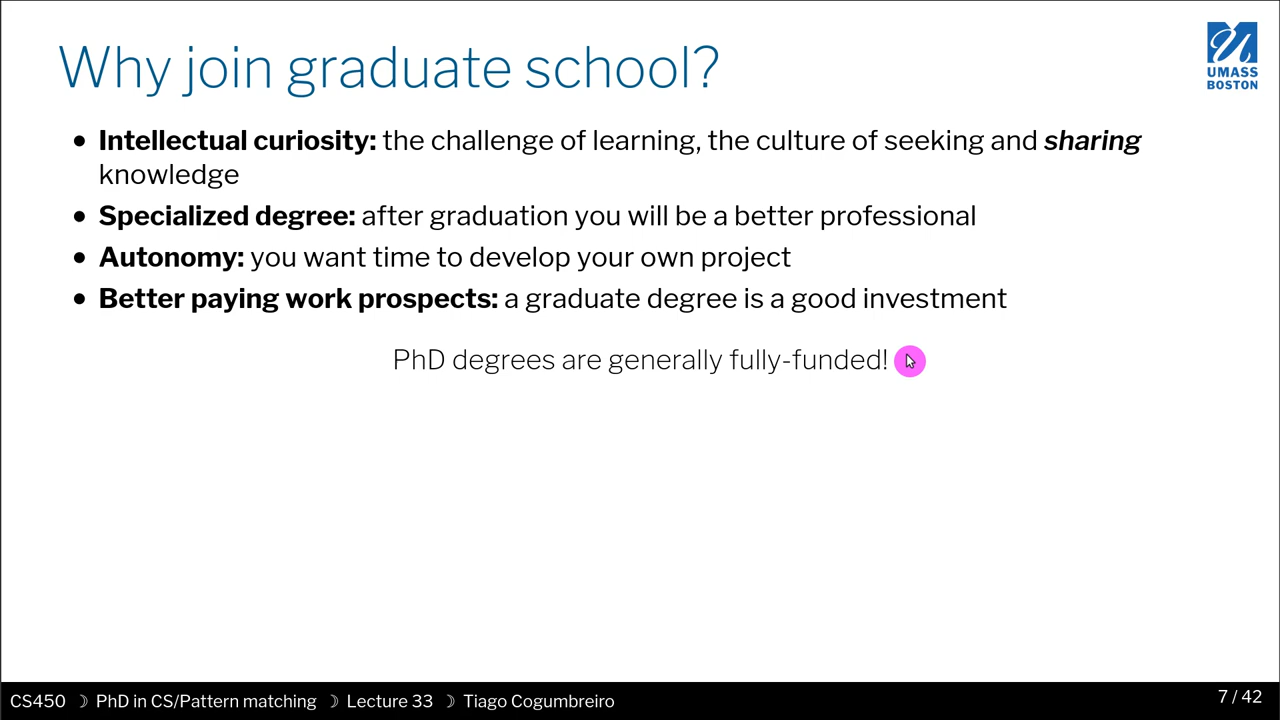 Why join graduate school?
UMASS
BOSTON
• Intellectual curiosity: the challenge of learning, the culture of seeking and sharing
knowledge
• Specialized degree: after graduation you will be a better professional
• Autonomy: you want time to develop your own project
• Better paying work prospects: a graduate degree is a good investment
PhD degrees are generally fully-funded!
CS450 ☽ PhD in CS/Pattern matching ☽ Lecture 33 ☽ Tiago Cogumbreiro
7 / 42